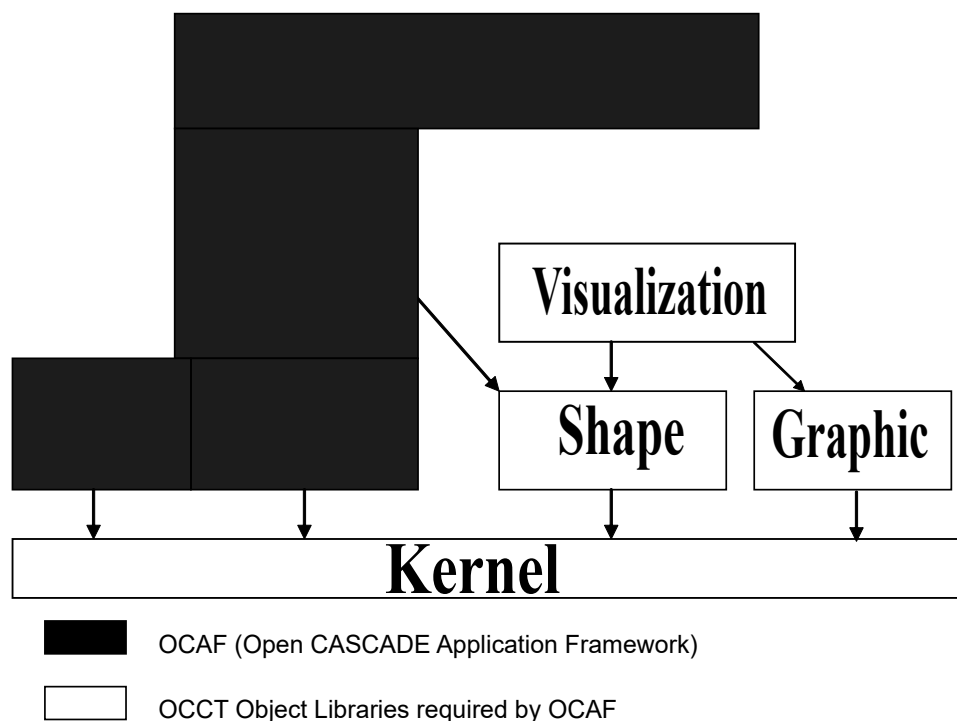 Visualization
Shape
Graphic
Kernel
OCAF (Open CASCADE Application Framework)
OCCT Object Libraries required by OCAF